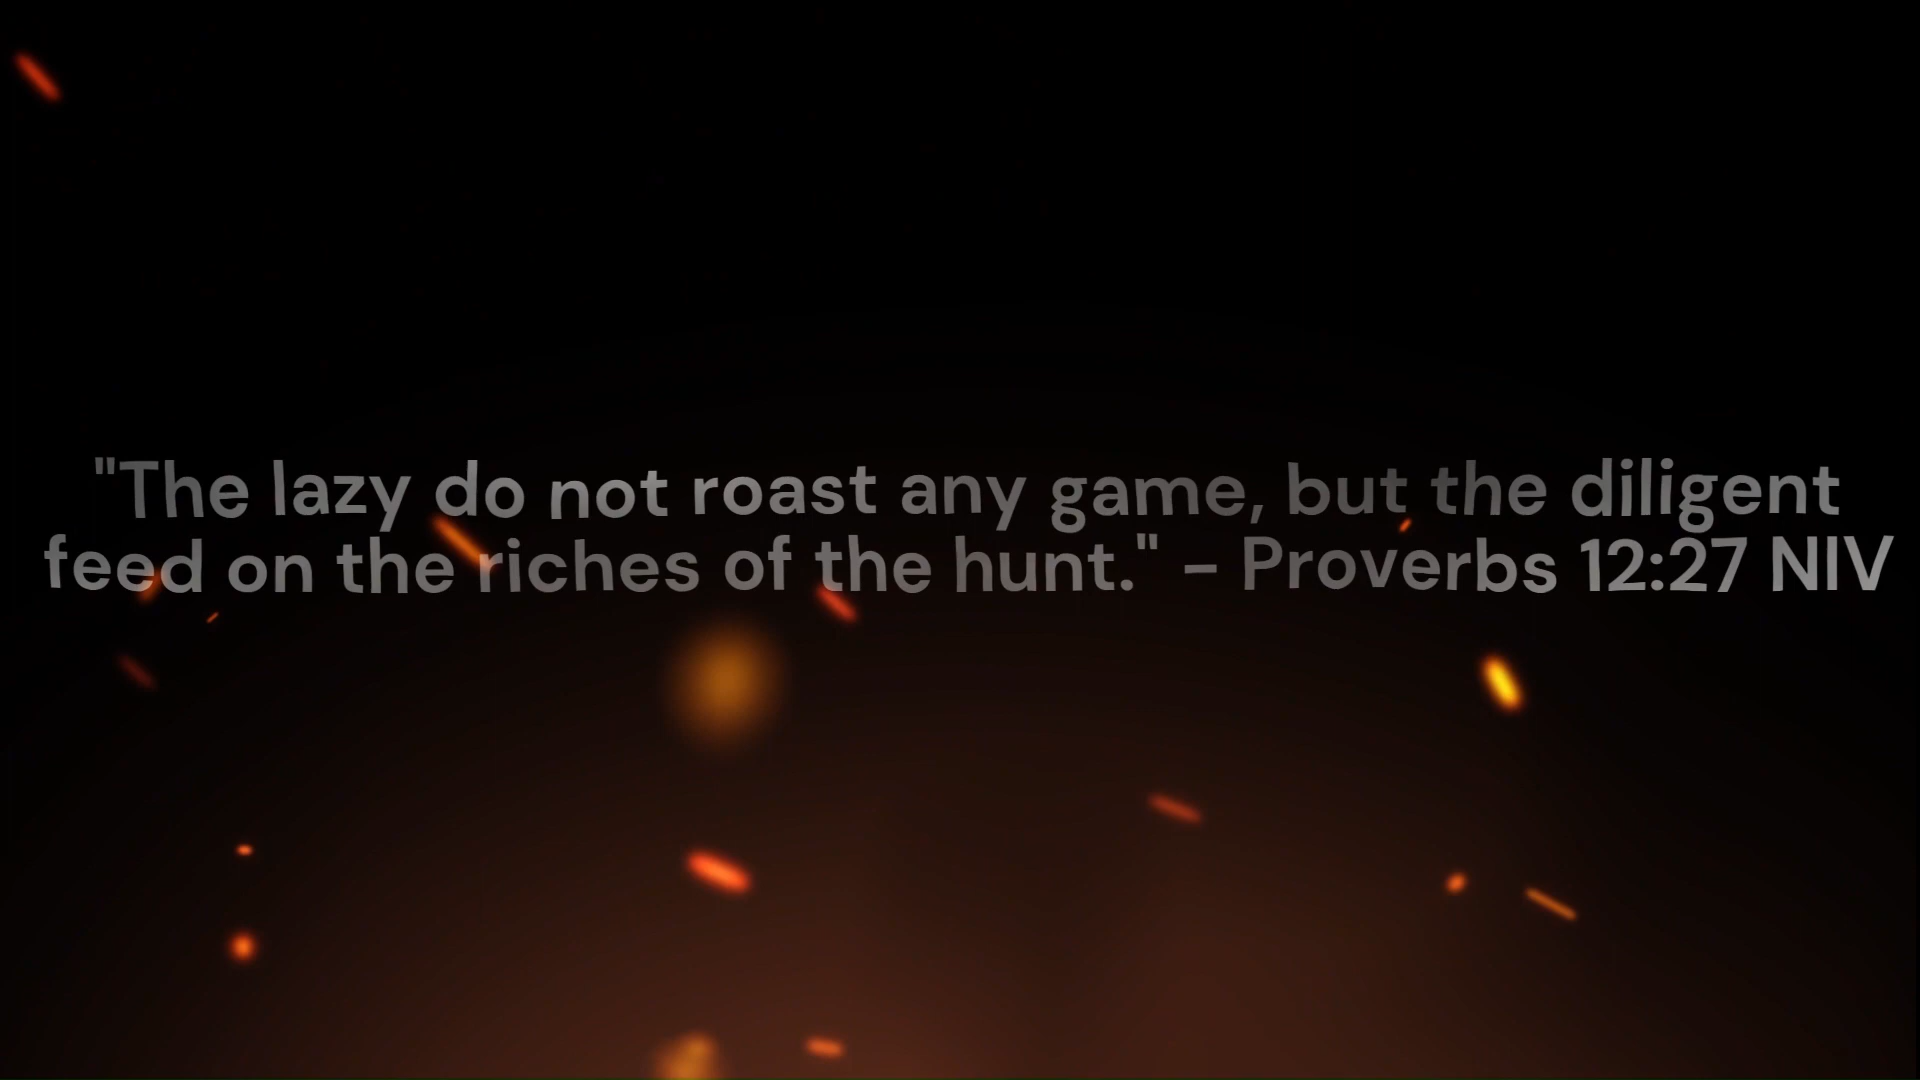 "The lazy do not roast any game, but the diligent
feed on the riches of the hunt." – Proverbs 12:27 NIV